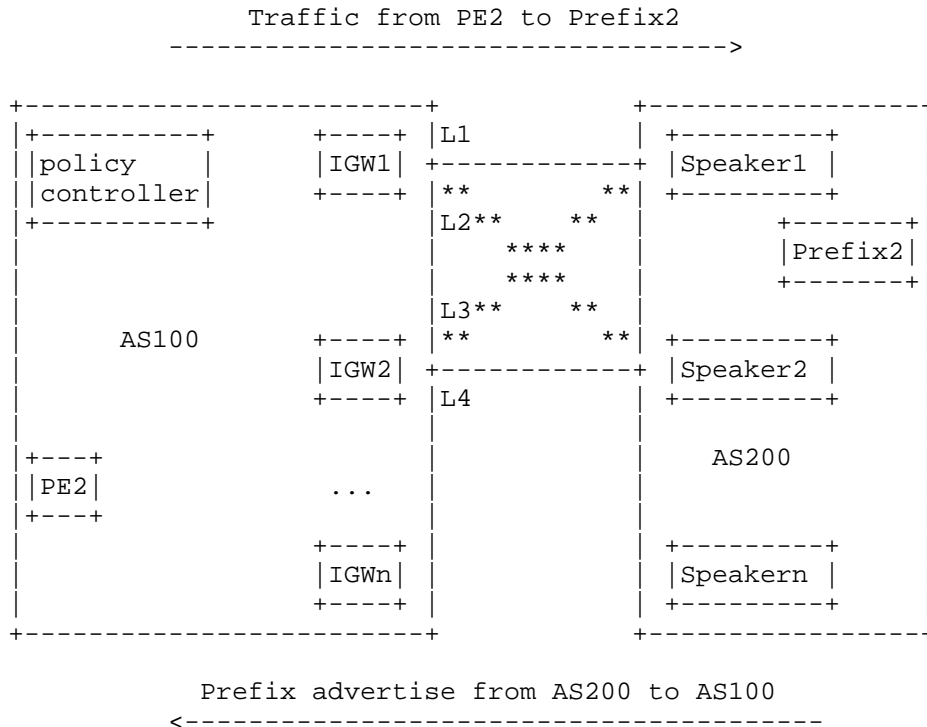 Traffic from PE2 to Prefix2
L1
policy controller
IGW1
Speaker1
L2
Prefix2
L3
AS100
IGW2
Speaker2
L4
AS200
PE2
...
IGWn
Speakern
Prefix advertise from AS200 to AS100